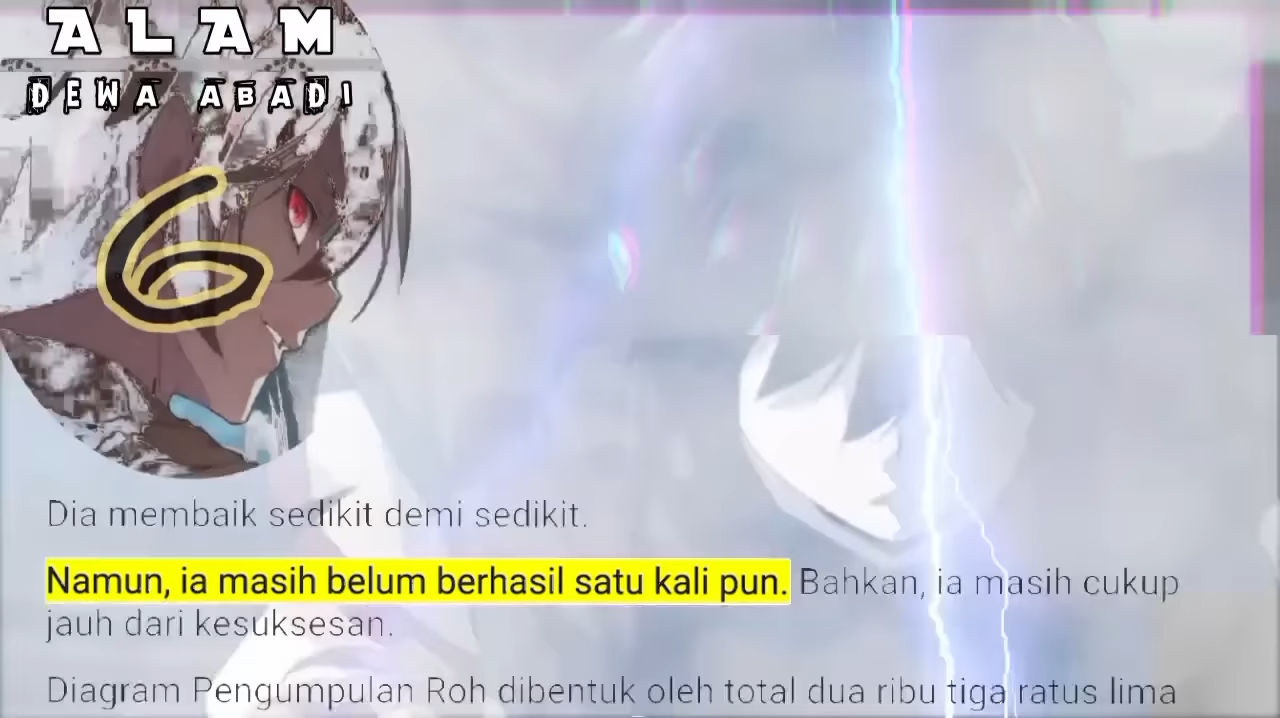 ALAM
DEWA ABADI
6
Dia membaik sedikit demi sedikit.
Namun, ia masih belum berhasil satu kali pun. Bahkan, ia masih cukup
jauh dari kesuksesan.
Diagram Pengumpulan Roh dibentuk oleh total dua ribu tiga ratus lima